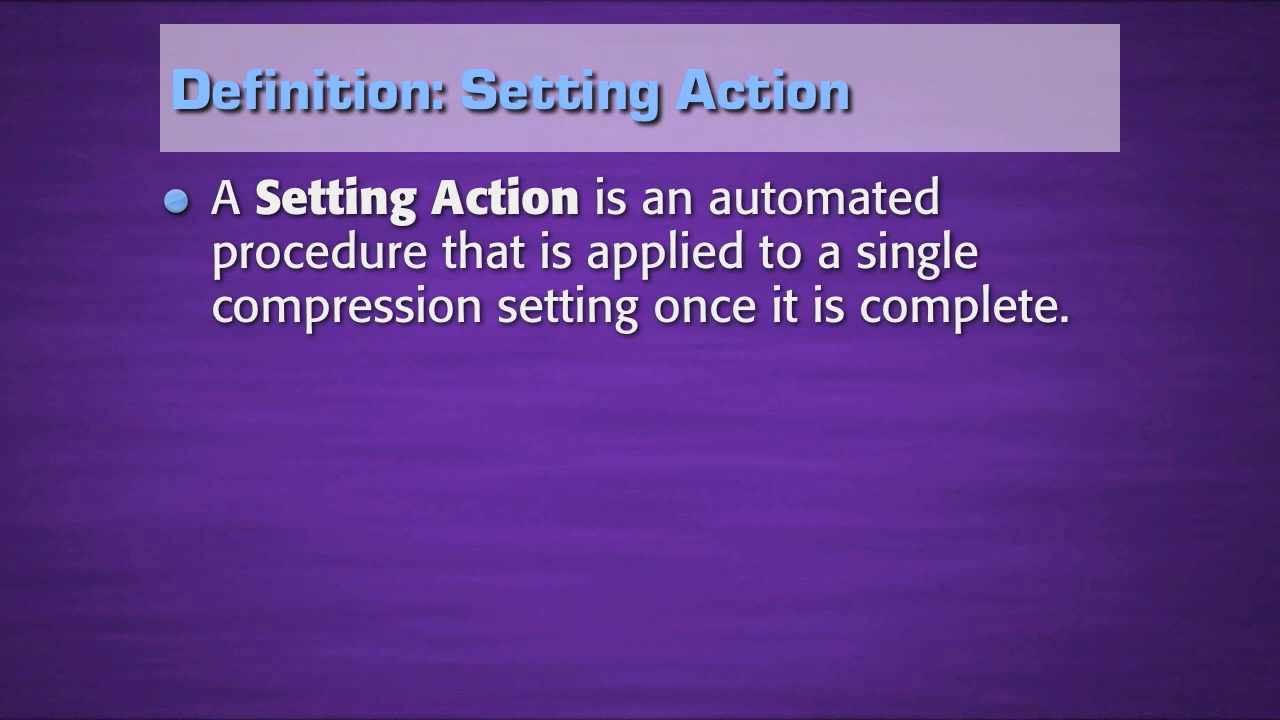 Definition: Setting Action
A Setting Action is an automated
procedure that is applied to a single
compression setting once it is complete.